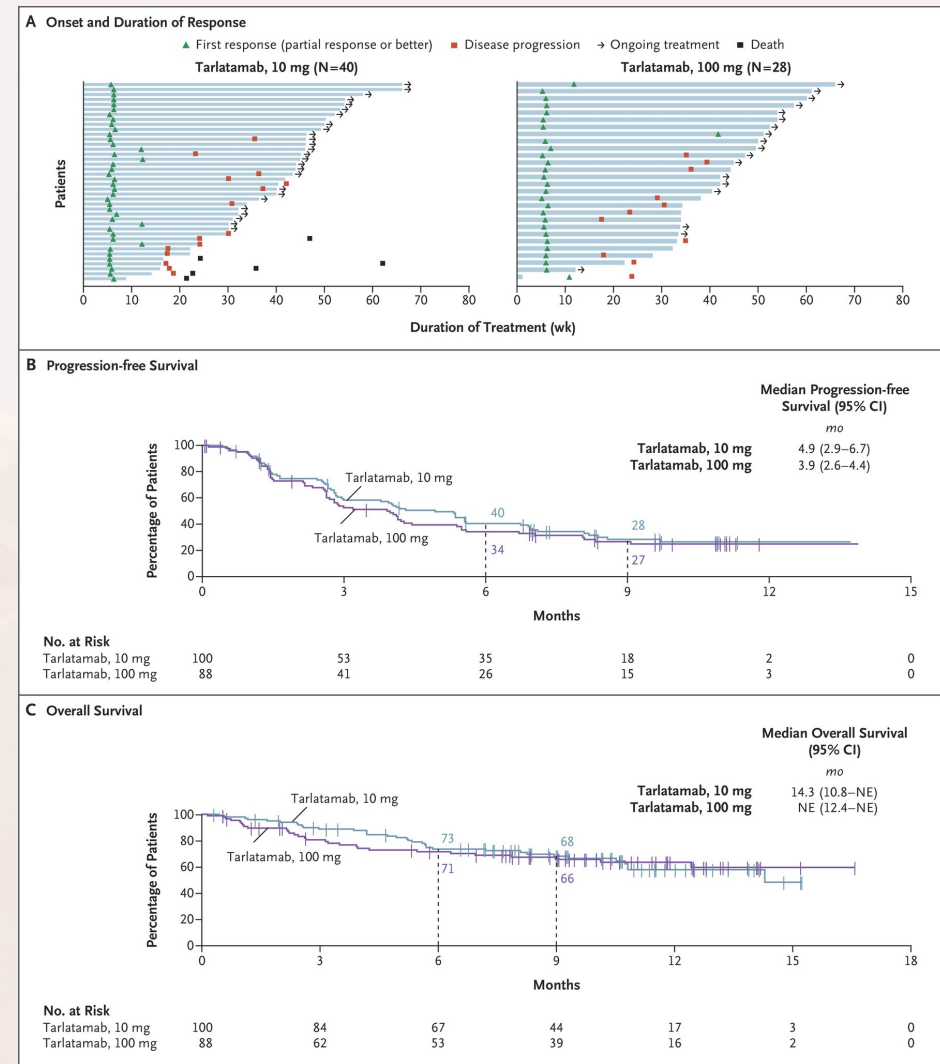 A Onset and Duration of Response
First response (partial response or better) Disease progression Ongoing treatment Death
Tarlatamab, 10 mg (N=40) Tarlatamab, 100 mg (N=28)
Patients
0 10 20 30 40 50 60 70 80 0 10 20 30 40 50 60 70 80
Duration of Treatment (wk)
B Progression-free Survival
Median Progression-free
Survival (95% CI)
mo
Tarlatamab, 10 mg 4.9 (2.9–6.7)
Tarlatamab, 100 mg 3.9 (2.6–4.4)
Percentage of Patients
100
80
60
40
20
0
Tarlatamab, 10 mg
Tarlatamab, 100 mg
40
34
28
27
0 3 6 9 12 15
Months
No. at Risk
Tarlatamab, 10 mg 100 53 35 18 2 0
Tarlatamab, 100 mg 88 41 26 15 3 0
C Overall Survival
Median Overall Survival
(95% CI)
mo
Tarlatamab, 10 mg 14.3 (10.8–NE)
Tarlatamab, 100 mg NE (12.4–NE)
Percentage of Patients
100
80
60
40
20
0
Tarlatamab, 10 mg
Tarlatamab, 100 mg
73
71
68
66
0 3 6 9 12 15 18
Months
No. at Risk
Tarlatamab, 10 mg 100 84 67 44 17 3 0
Tarlatamab, 100 mg 88 62 53 39 16 2 0